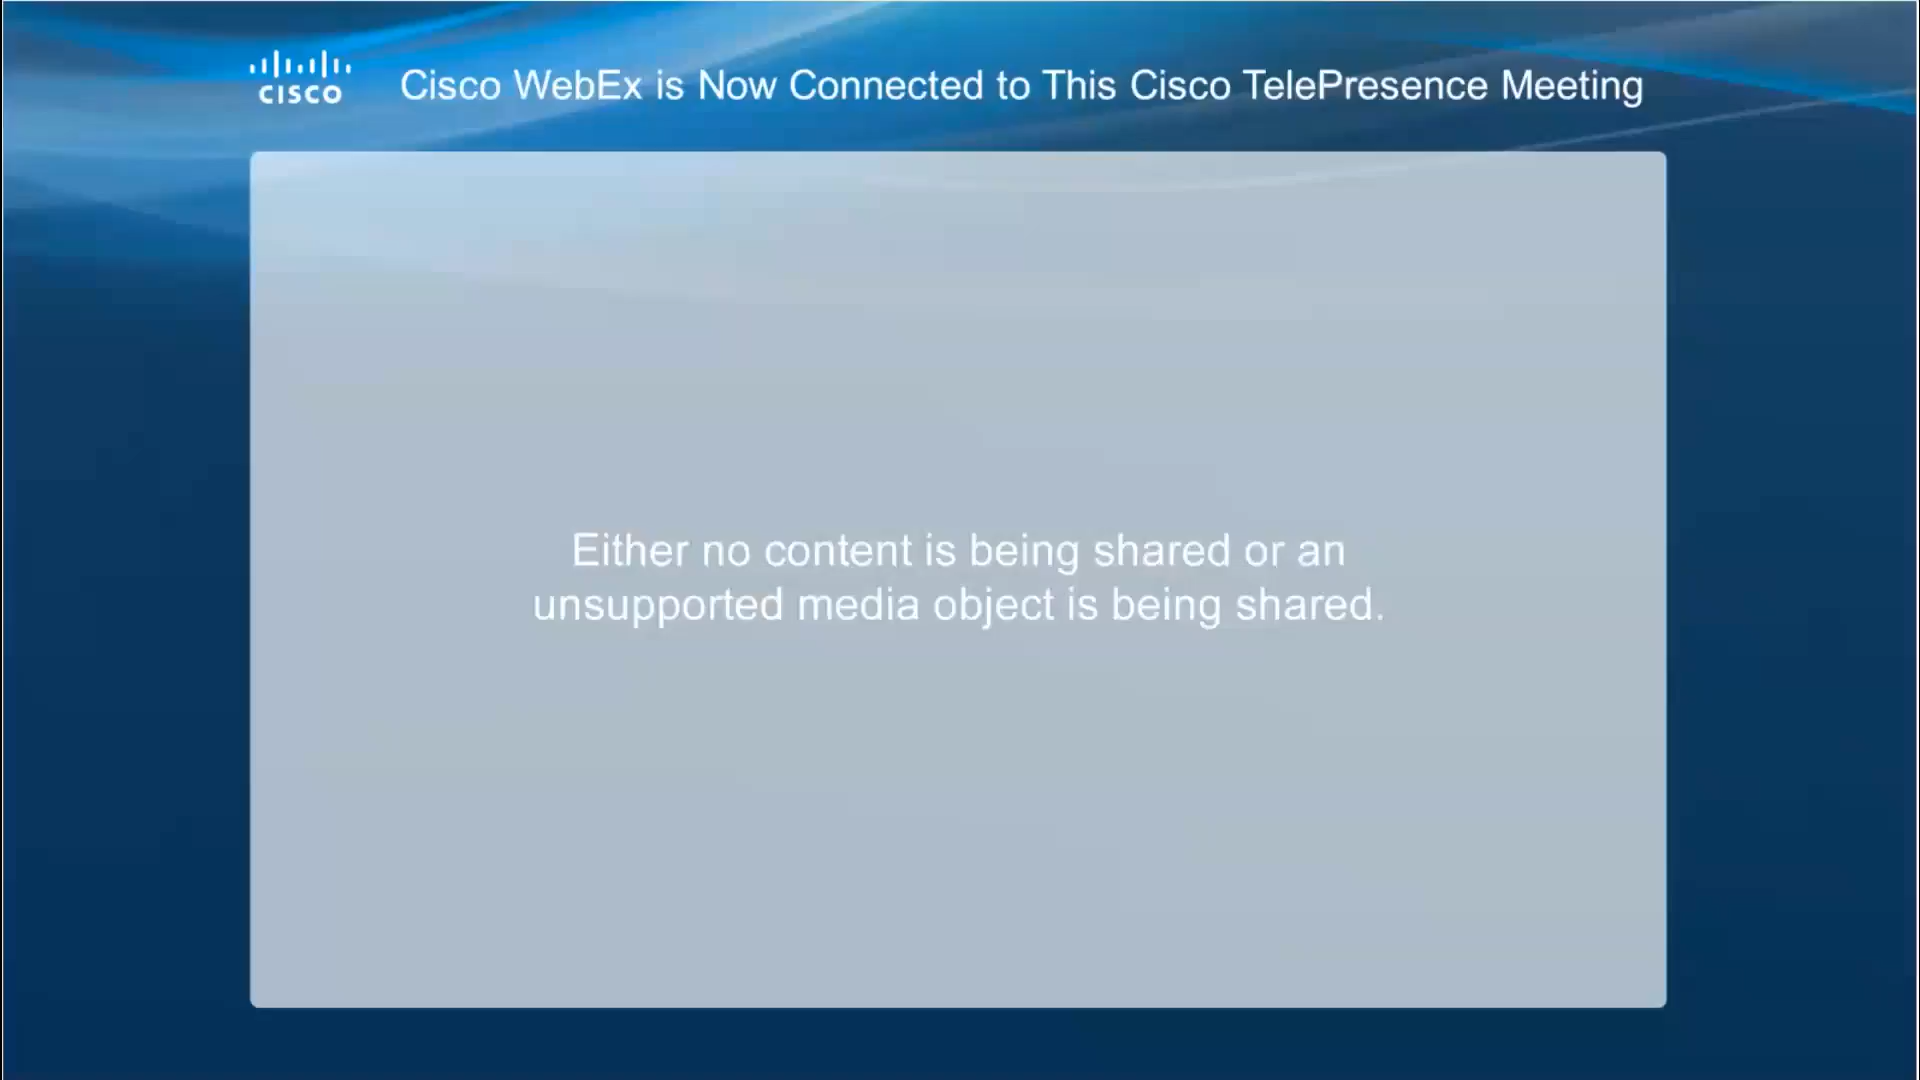 CISCO
Cisco WebEx is Now Connected to This Cisco TelePresence Meeting
Either no content is being shared or an
unsupported media object is being shared.